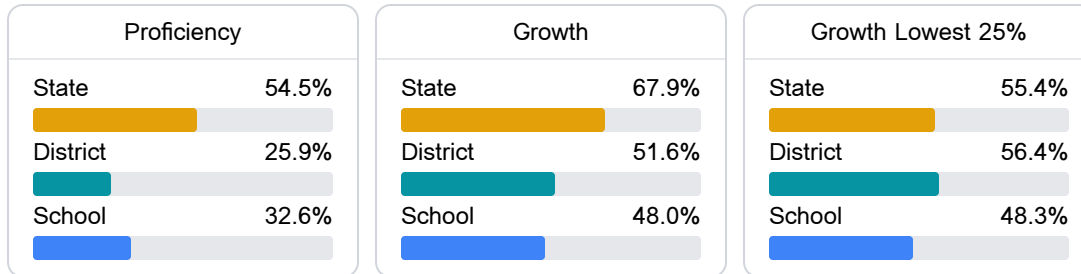 Proficiency
State 54.5%
District 25.9%
School 32.6%
Growth
State 67.9%
District 51.6%
School 48.0%
Growth Lowest 25%
State 55.4%
District 56.4%
School 48.3%